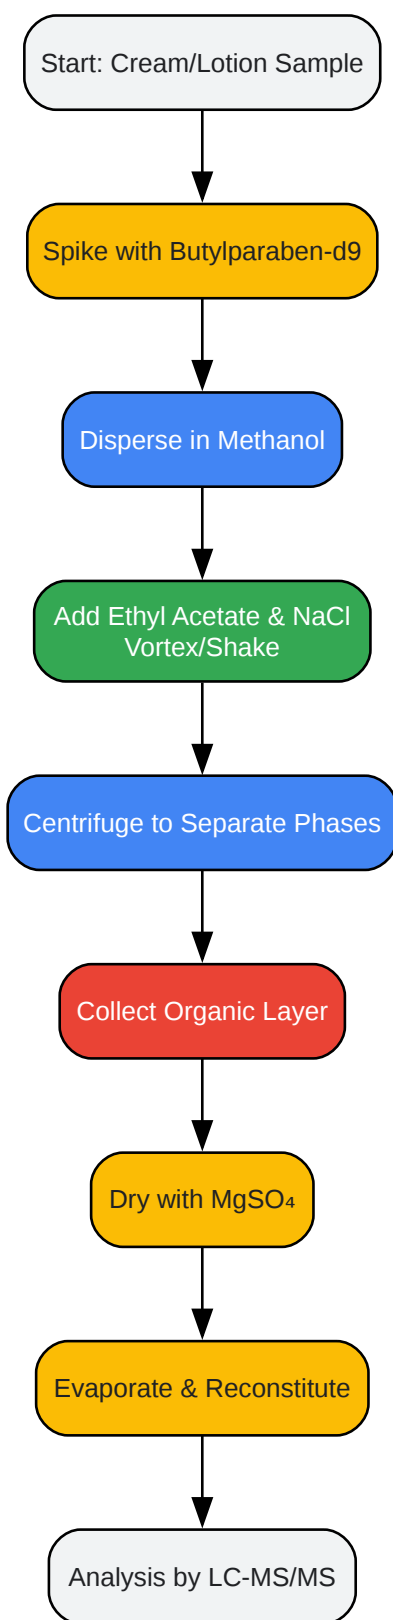 Start: Cream/Lotion Sample
Spike with Butylparaben-d9
Disperse in Methanol
Add Ethyl Acetate & NaCl
Vortex/Shake
Centrifuge to Separate Phases
Collect Organic Layer
Dry with MgSO₄
Evaporate & Reconstitute
Analysis by LC-MS/MS